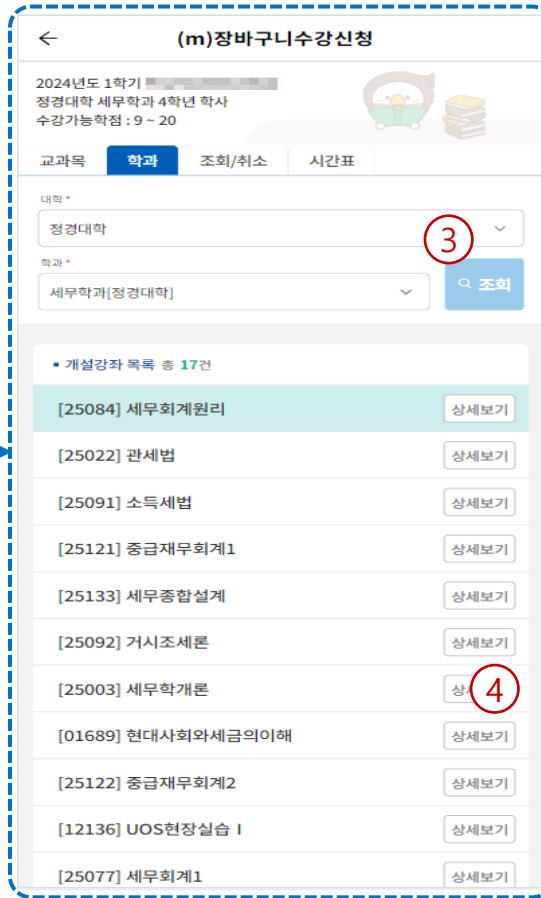 (m)장바구니수강신청
2024년도 1학기
정경대학 세무학과 4학년 학사
수강가능학점 : 9 ~ 20
교과목 학과 조회/취소 시간표
대학 *
정경대학
③
학과 *
세무학과[정경대학]
조회
▪ 개설강좌 목록 총 17건
[25084] 세무회계원리 상세보기
[25022] 관세법 상세보기
[25091] 소득세법 상세보기
[25121] 중급재무회계1 상세보기
[25133] 세무종합설계 상세보기
[25092] 거시조세론 상세보기
[25003] 세무학개론 ④
[01689] 현대사회와세금의이해 상세보기
[25122] 중급재무회계2 상세보기
[12136] UOS현장실습 I 상세보기
[25077] 세무회계1 상세보기